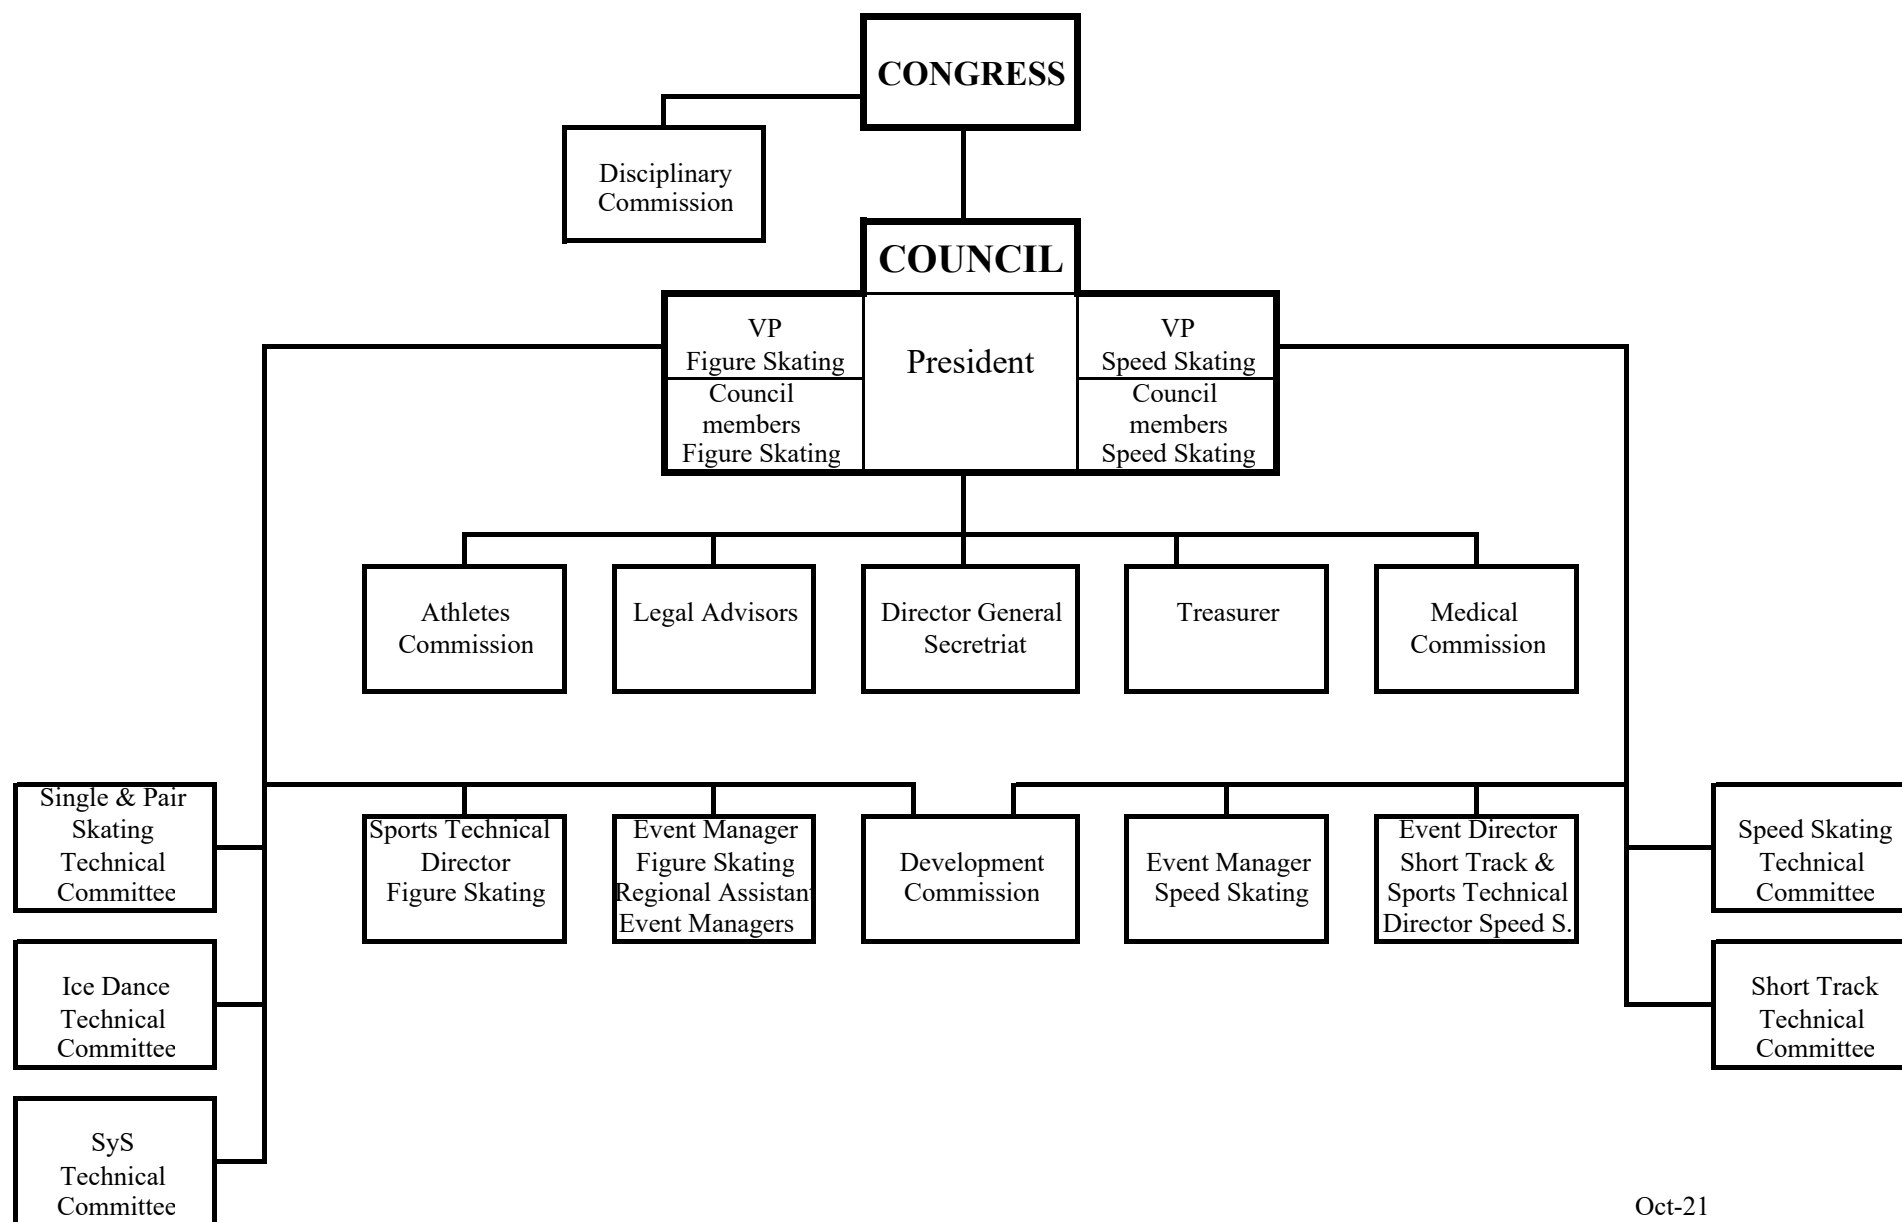 CONGRESS
Disciplinary
Commission
COUNCIL
VP
Figure Skating
Council
members
Figure Skating
President
VP
Speed Skating
Council
members
Speed Skating
Athletes
Commission
Legal Advisors
Director General
Secretriat
Treasurer
Medical
Commission
Single & Pair
Skating
Technical
Committee
Sports Technical
Director
Figure Skating
Event Manager
Figure Skating
Regional Assistan
Event Managers
Development
Commission
Event Manager
Speed Skating
Event Director
Short Track &
Sports Technical
Director Speed S.
Speed Skating
Technical
Committee
Ice Dance
Technical
Committee
Short Track
Technical
Committee
SyS
Technical
Committee
Oct-21